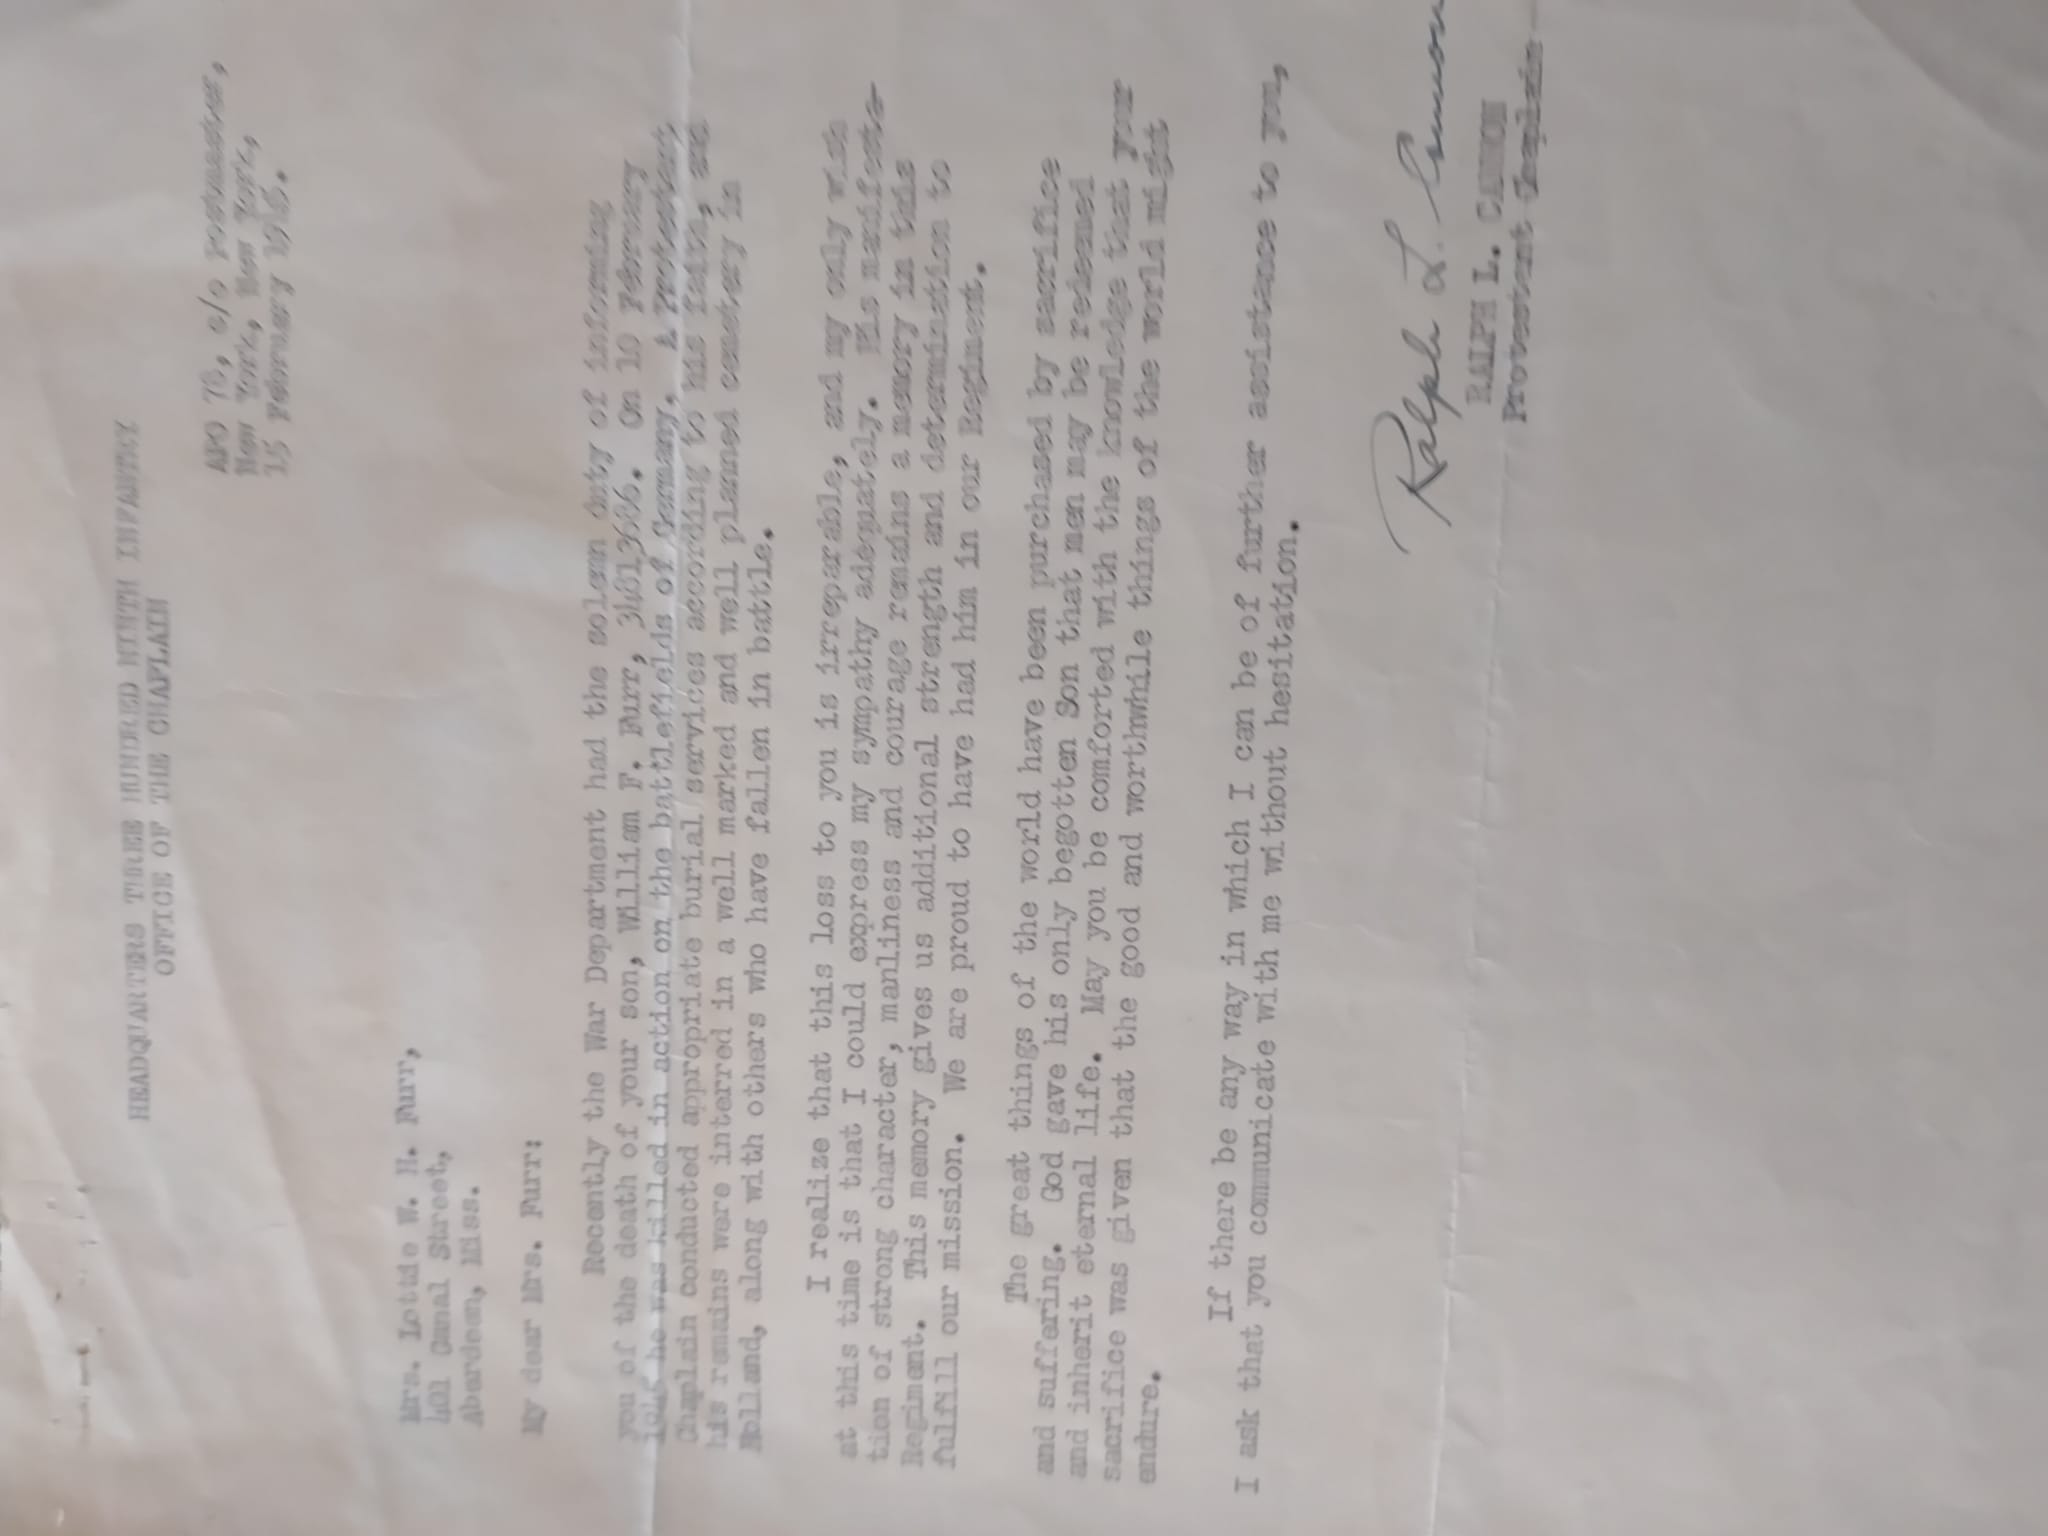 HEADQUARTERS THREE HUNDRED NINTH INFANTRY
OFFICE OF THE CHAPLAIN
APO 78, c/o Postmaster,
New York, New York,
15 February 1945.
Mrs. Lottie W. H. Furr,
401 Canal Street,
Aberdeen, Miss.
My dear Mrs. Furr:
Recently the War Department had the solemn duty of informing
you of the death of your son, William F. Furr, 34813686. On 10 February
1945 he was killed in action on the battlefields of Germany. A Protestant
Chaplain conducted appropriate burial services according to his faith, and
his remains were interred in a well marked and well planned cemetery in
Holland, along with others who have fallen in battle.
I realize that this loss to you is irreparable, and my only wish
at this time is that I could express my sympathy adequately. His manifesta-
tion of strong character, manliness and courage remains a memory in this
Regiment. This memory gives us additional strength and determination to
fulfill our mission. We are proud to have had him in our Regiment.
The great things of the world have been purchased by sacrifice
and suffering. God gave his only begotten Son that men may be redeemed
and inherit eternal life. May you be comforted with the knowledge that your
sacrifice was given that the good and worthwhile things of the world might
endure.
If there be any way in which I can be of further assistance to you,
I ask that you communicate with me without hesitation.
Ralph L.
RALPH L. CANNON
Protestant Chaplain